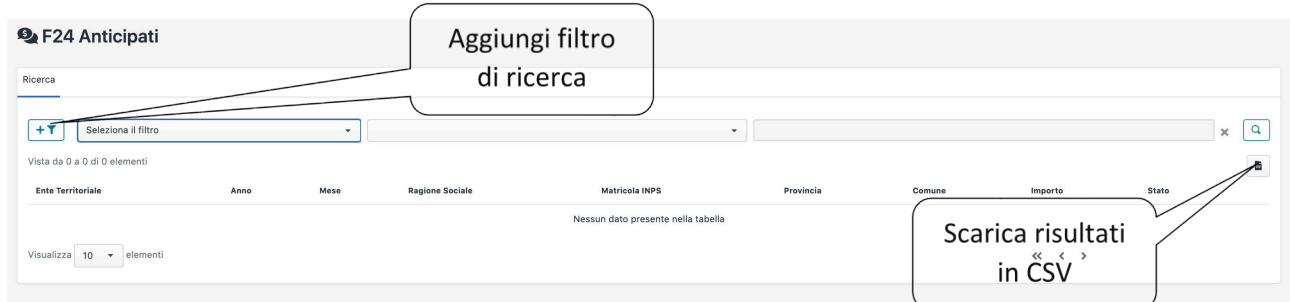 F24 Anticipati
Aggiungi filtro
di ricerca
Ricerca
Seleziona il filtro
Vista da 0 a 0 di 0 elementi
Ente Territoriale Anno Mese Ragione Sociale Matricola INPS Provincia Comune Importo Stato
Nessun dato presente nella tabella
Scarica risultati
in CSV
Visualizza 10 elementi
« < >